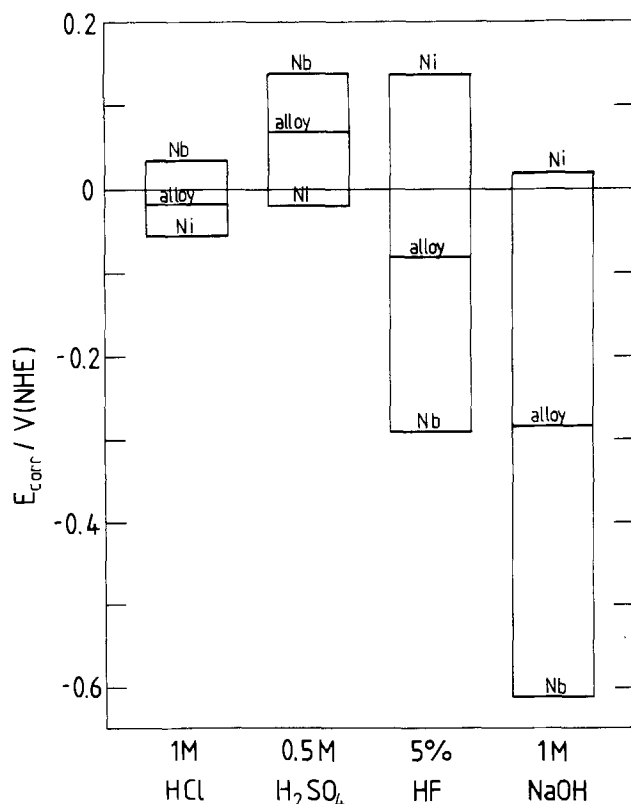 0.2
0
-0.2
-0.4
-0.6
E_corr / V(NHE)
Nb
alloy
Ni
Nb
alloy
Ni
Ni
alloy
Nb
Ni
alloy
Nb
1M 0.5M 5% 1M
HCl H₂SO₄ HF NaOH